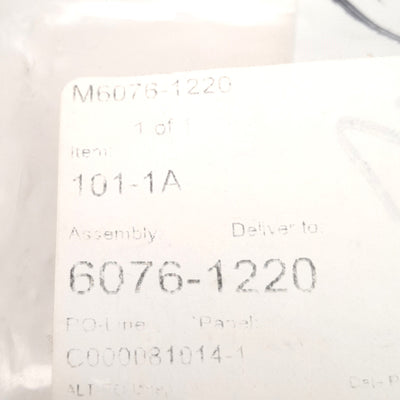 M6076-1220
1 of 1
Item:
101-1A
Assembly: Deliver to:
6076-1220
PO-Line: Panel:
C000081014-1